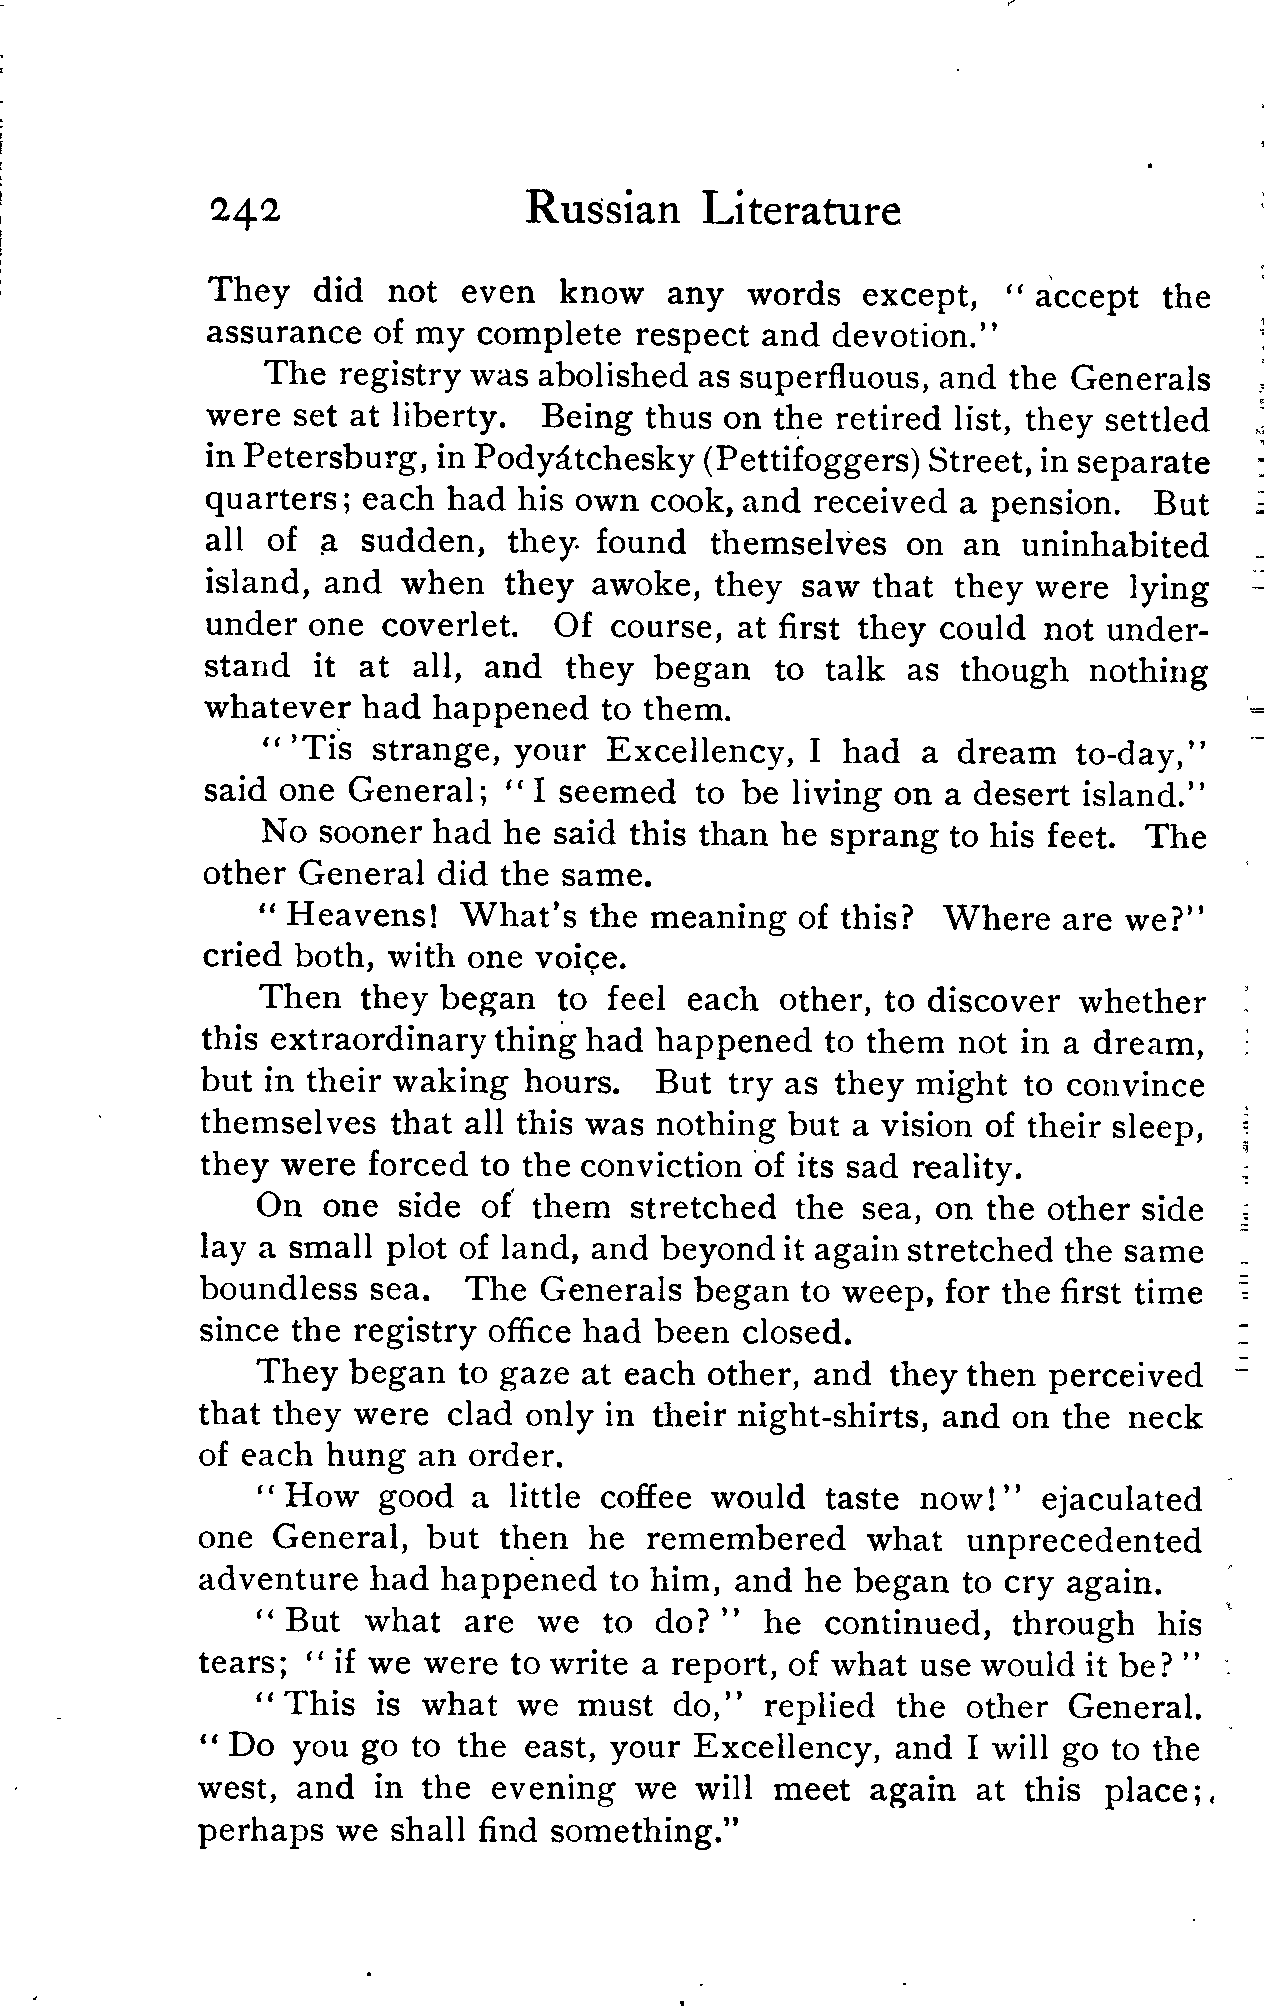 242 Russian Literature
They did not even know any words except, " accept the
assurance of my complete respect and devotion."
The registry was abolished as superfluous, and the Generals
were set at liberty. Being thus on the retired list, they settled
in Petersburg, in Podyátchesky (Pettifoggers) Street, in separate
quarters; each had his own cook, and received a pension. But
all of a sudden, they found themselves on an uninhabited
island, and when they awoke, they saw that they were lying
under one coverlet. Of course, at first they could not under-
stand it at all, and they began to talk as though nothing
whatever had happened to them.
" 'Tis strange, your Excellency, I had a dream to-day,"
said one General; " I seemed to be living on a desert island."
No sooner had he said this than he sprang to his feet. The
other General did the same.
" Heavens! What's the meaning of this? Where are we?"
cried both, with one voice.
Then they began to feel each other, to discover whether
this extraordinary thing had happened to them not in a dream,
but in their waking hours. But try as they might to convince
themselves that all this was nothing but a vision of their sleep,
they were forced to the conviction of its sad reality.
On one side of them stretched the sea, on the other side
lay a small plot of land, and beyond it again stretched the same
boundless sea. The Generals began to weep, for the first time
since the registry office had been closed.
They began to gaze at each other, and they then perceived
that they were clad only in their night-shirts, and on the neck
of each hung an order.
" How good a little coffee would taste now!" ejaculated
one General, but then he remembered what unprecedented
adventure had happened to him, and he began to cry again.
" But what are we to do? " he continued, through his
tears; " if we were to write a report, of what use would it be? "
" This is what we must do," replied the other General.
" Do you go to the east, your Excellency, and I will go to the
west, and in the evening we will meet again at this place;
perhaps we shall find something."